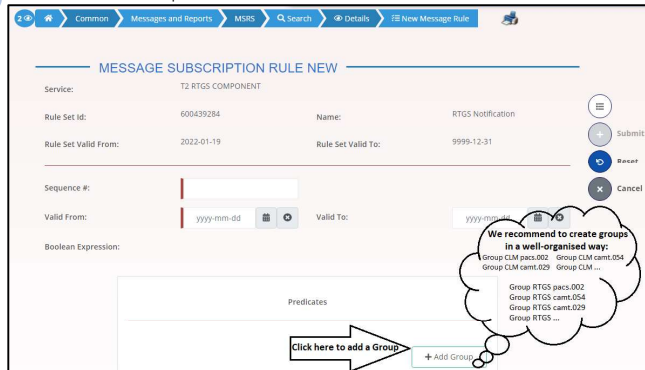 2
Common Messages and Reports MSRS Search Details New Message Rule
MESSAGE SUBSCRIPTION RULE NEW
Service: T2 RTGS COMPONENT
Rule Set Id: 600439284 Name: RTGS Notification
Rule Set Valid From: 2022-01-19 Rule Set Valid To: 9999-12-31
Submit
Reset
Cancel
Sequence #:
Valid From: yyyy-mm-dd Valid To: yyyy-mm-dd
Boolean Expression:
We recommend to create groups
in a well-organised way:
Group CLM pacs.002 Group CLM camt.054
Group CLM camt.029 Group CLM ...
Group RTGS pacs.002
Group RTGS camt.054
Group RTGS camt.029
Group RTGS ...
Predicates
Click here to add a Group
+ Add Group